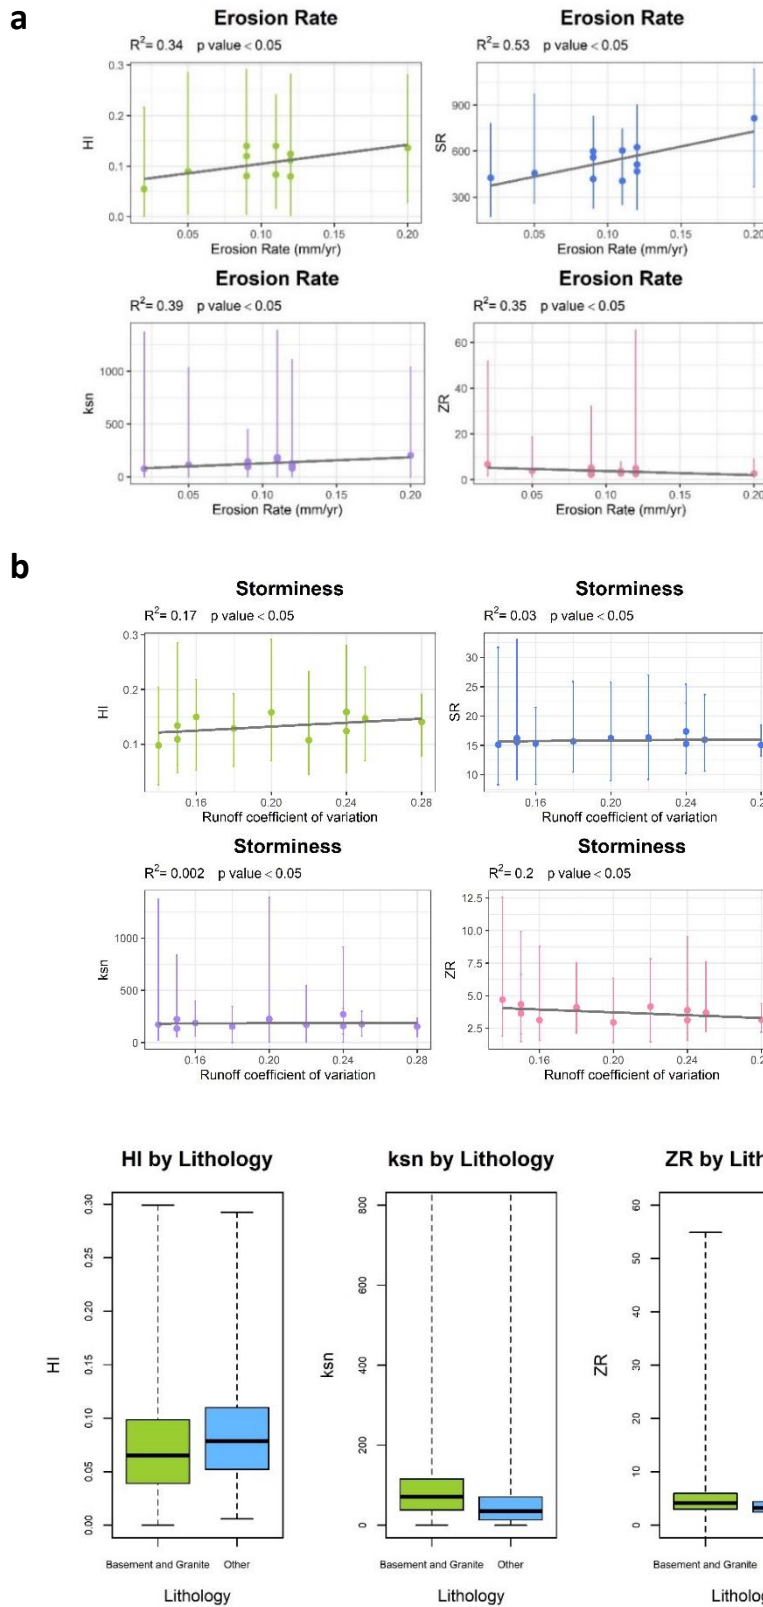 a
Erosion Rate
R²= 0.34 p value < 0.05
HI
0.3
0.2
0.1
0.0
0.05 0.10 0.15 0.20
Erosion Rate (mm/yr)
Erosion Rate
R²= 0.53 p value < 0.05
SR
900
600
300
0.05 0.10 0.15 0.20
Erosion Rate (mm/yr)
Erosion Rate
R²= 0.39 p value < 0.05
ksn
1000
500
0
0.05 0.10 0.15 0.20
Erosion Rate (mm/yr)
Erosion Rate
R²= 0.35 p value < 0.05
ZR
60
40
20
0
0.05 0.10 0.15 0.20
Erosion Rate (mm/yr)
b
Storminess
R²= 0.17 p value < 0.05
HI
0.3
0.2
0.1
0.16 0.20 0.24 0.28
Runoff coefficient of variation
Storminess
R²= 0.03 p value < 0.05
SR
30
25
20
15
10
0.16 0.20 0.24 0.2
Runoff coefficient of variation
Storminess
R²= 0.002 p value < 0.05
ksn
1000
500
0
0.16 0.20 0.24 0.28
Runoff coefficient of variation
Storminess
R²= 0.2 p value < 0.05
ZR
12.5
10.0
7.5
5.0
2.5
0.16 0.20 0.24 0.2
Runoff coefficient of variation
HI by Lithology
HI
0.30
0.25
0.20
0.15
0.10
0.05
0.00
Basement and Granite Other
Lithology
ksn by Lithology
ksn
800
600
400
200
0
Basement and Granite Other
Lithology
ZR by Lith
ZR
60
50
40
30
20
10
0
Basement and Granite
Litholog